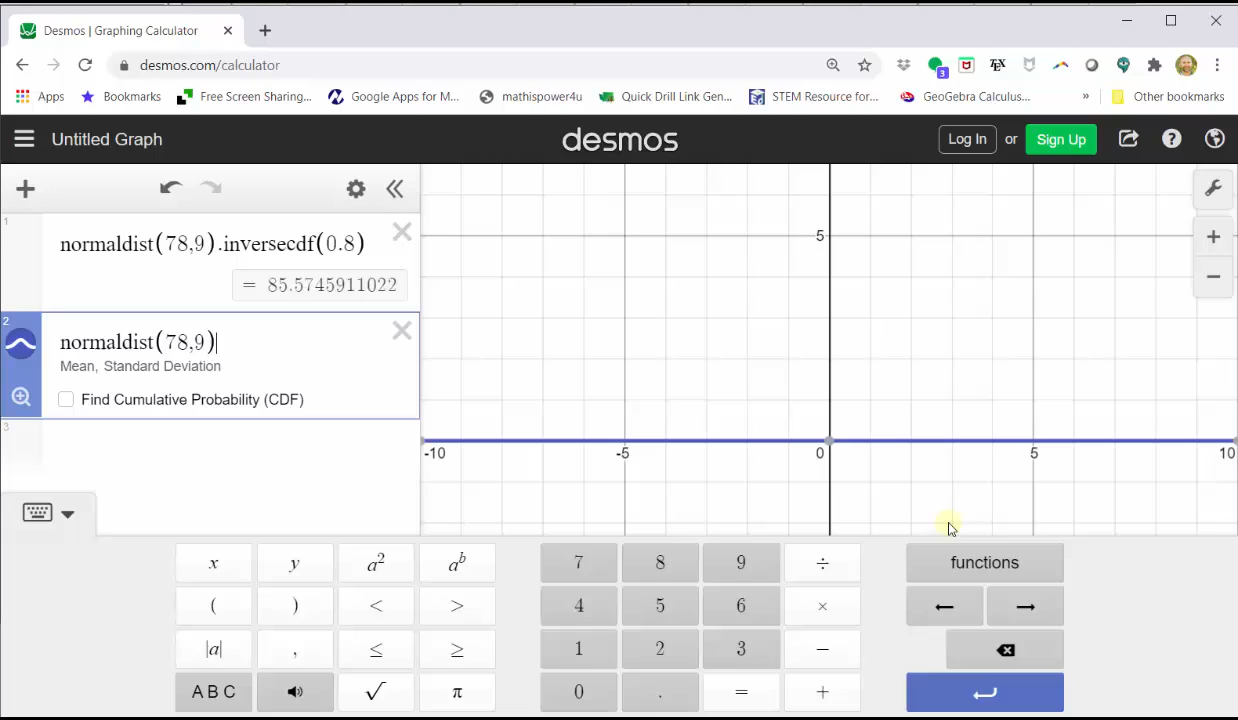 Desmos | Graphing Calculator
desmos.com/calculator
3
TEX
Apps
Bookmarks
Free Screen Sharing...
Google Apps for M...
mathispower4u
Quick Drill Link Gen...
STEM Resource for...
GeoGebra Calculus...
»
Other bookmarks
Untitled Graph
desmos
Log In or Sign Up
1
normaldist(78,9).inversecdf(0.8)
= 85.5745911022
2
normaldist(78,9)
Mean, Standard Deviation
Find Cumulative Probability (CDF)
3
5
-10 -5 0 5 10
x y a² aᵇ 7 8 9 ÷ functions
( ) < > 4 5 6 × ← →
|a| , ≤ ≥ 1 2 3 −
A B C √ π 0 . = +